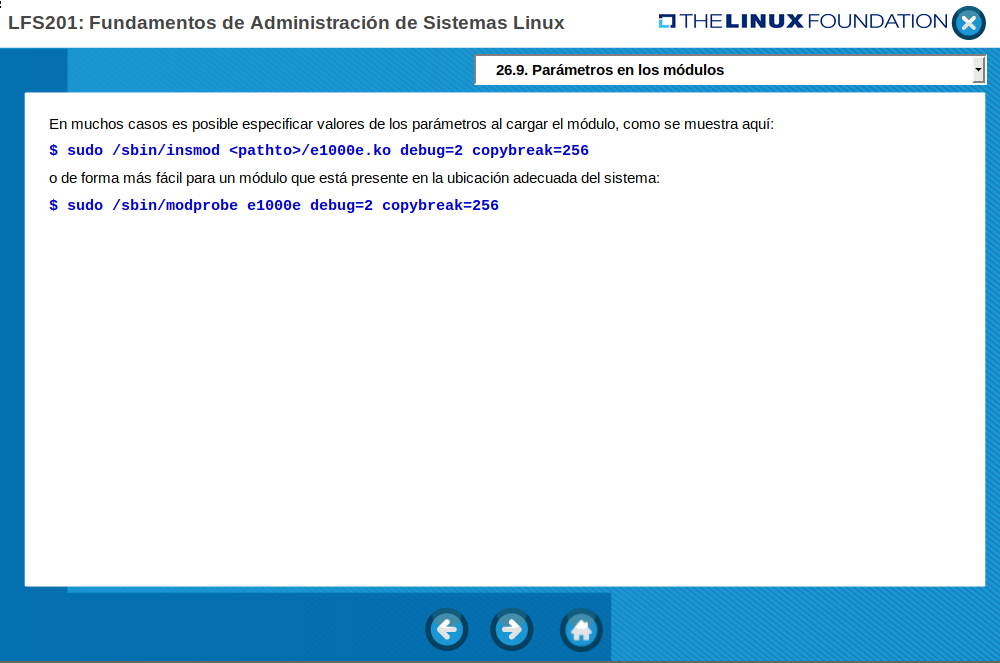 LFS201: Fundamentos de Administración de Sistemas Linux
THE LINUX FOUNDATION
26.9. Parámetros en los módulos
En muchos casos es posible especificar valores de los parámetros al cargar el módulo, como se muestra aquí:
$ sudo /sbin/insmod <pathto>/e1000e.ko debug=2 copybreak=256
o de forma más fácil para un módulo que está presente en la ubicación adecuada del sistema:
$ sudo /sbin/modprobe e1000e debug=2 copybreak=256